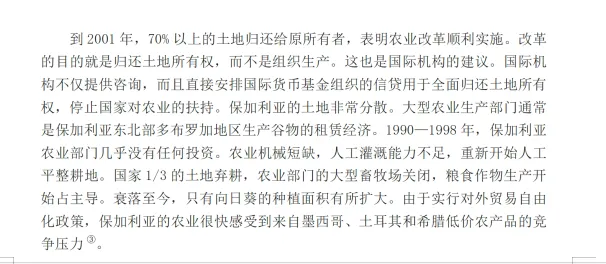 到 2001 年，70% 以上的土地归还给原所有者，表明农业改革顺利实施。改革
的目的就是归还土地所有权，而不是组织生产。这也是国际机构的建议。国际机
构不仅提供咨询，而且直接安排国际货币基金组织的信贷用于全面归还土地所有
权，停止国家对农业的扶持。保加利亚的土地非常分散。大型农业生产部门通常
是保加利亚东北部多布罗加地区生产谷物的租赁经济。1990—1998 年，保加利亚
农业部门几乎没有任何投资。农业机械短缺，人工灌溉能力不足，重新开始人工
平整耕地。国家 1/3 的土地弃耕，农业部门的大型畜牧场关闭，粮食作物生产开
始占主导。衰落至今，只有向日葵的种植面积有所扩大。由于实行对外贸易自由
化政策，保加利亚的农业很快感受到来自墨西哥、土耳其和希腊低价农产品的竞
争压力③。